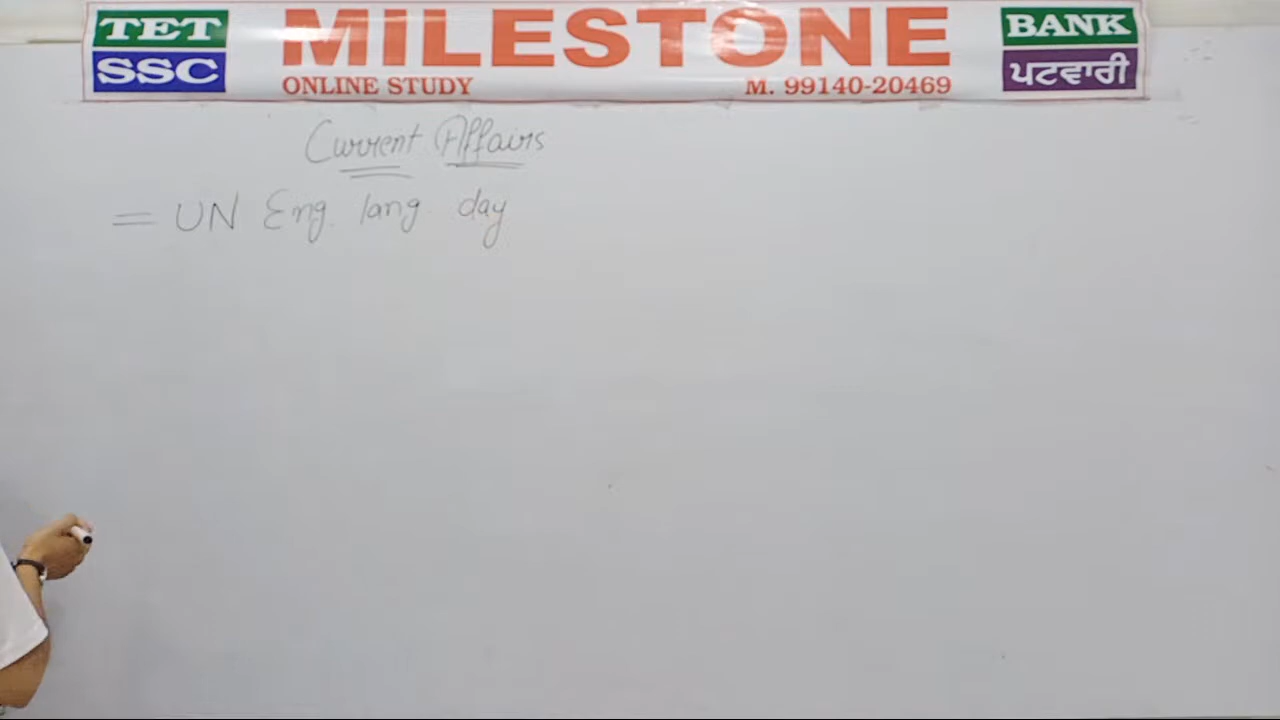 TET MILESTONE BANK
SSC ONLINE STUDY M. 99140-20469 ਪਟਵਾਰੀ
Current Affairs
= UN Eng. lang. day